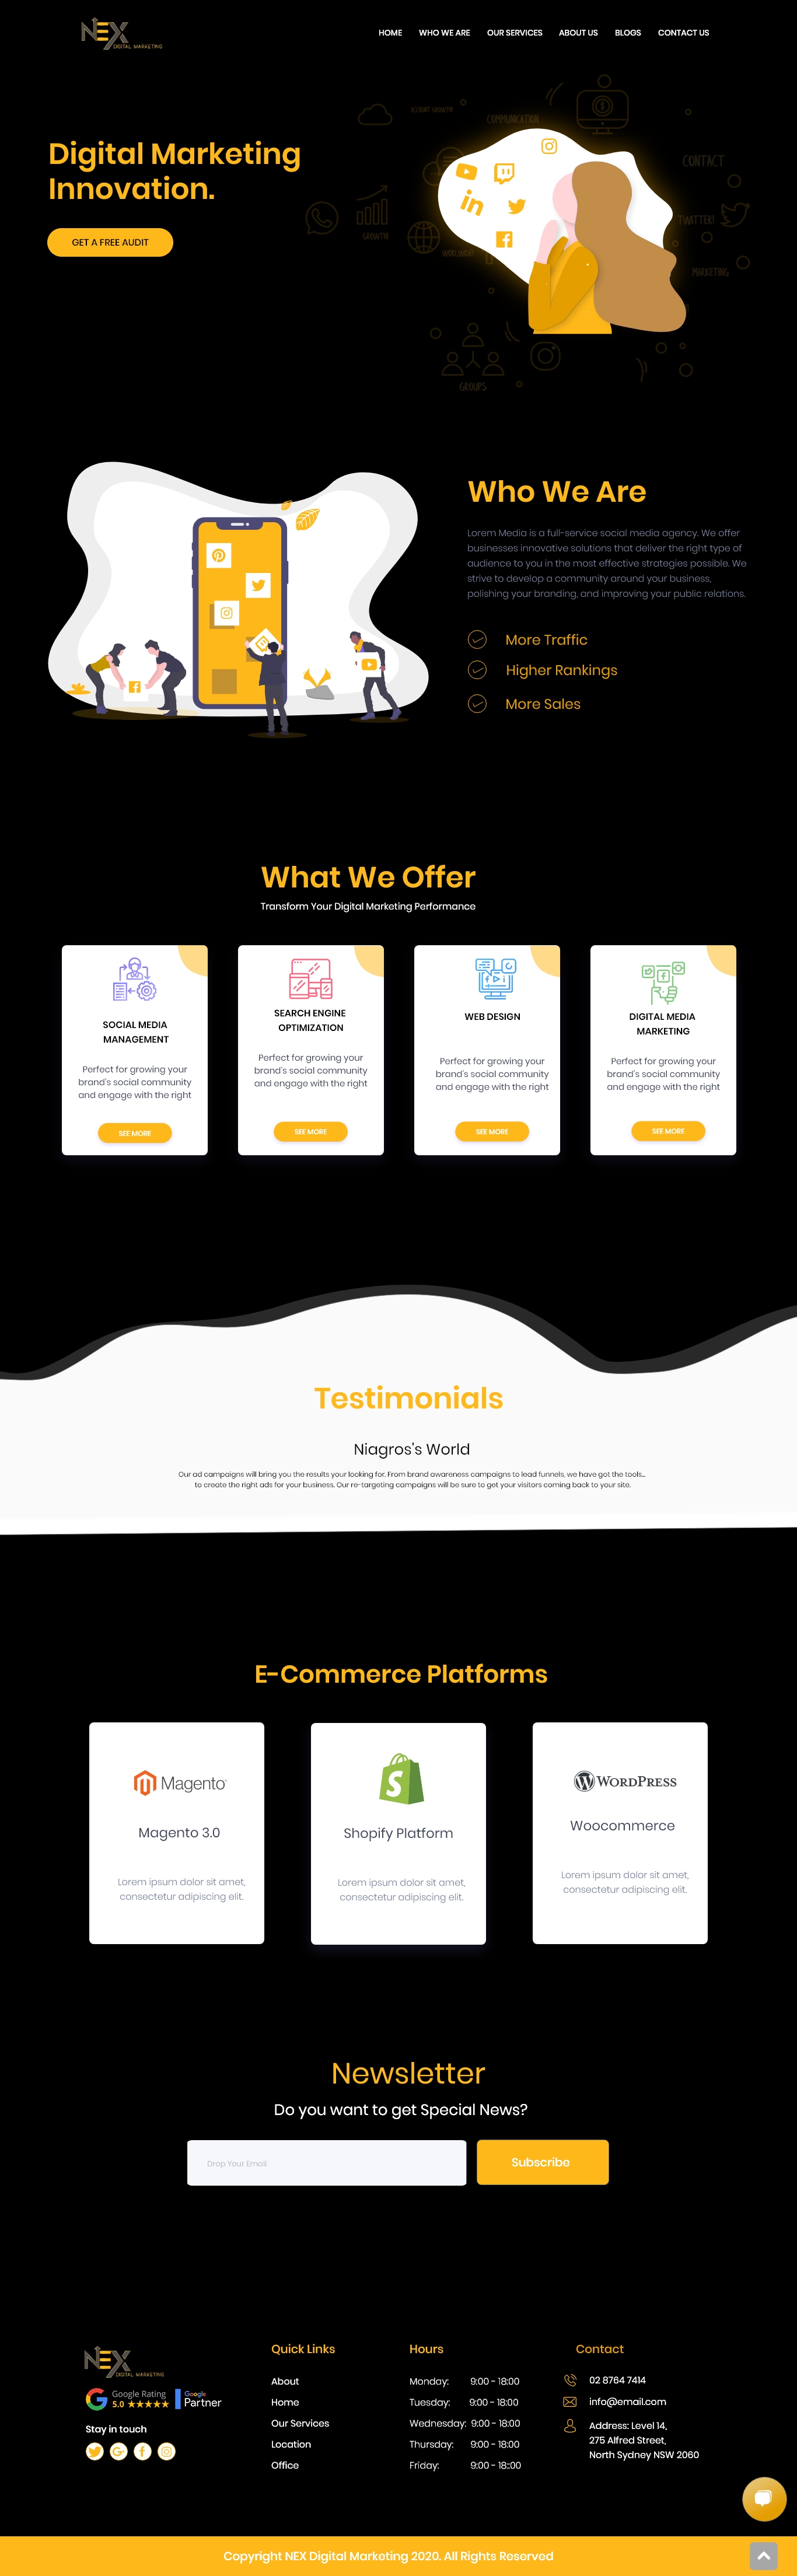 NEX
DIGITAL MARKETING
HOME WHO WE ARE OUR SERVICES ABOUT US BLOGS CONTACT US
ACCOUNT GROWTH
COMMUNICATION
CONTACT
TWITTER!
GROWTH
MARKETING
GROUPS
Digital Marketing
Innovation.
GET A FREE AUDIT
Who We Are
Lorem Media is a full-service social media agency. We offer
businesses innovative solutions that deliver the right type of
audience to you in the most effective strategies possible. We
strive to develop a community around your business,
polishing your branding, and improving your public relations.
More Traffic
Higher Rankings
More Sales
What We Offer
Transform Your Digital Marketing Performance
SOCIAL MEDIA
MANAGEMENT
Perfect for growing your
brand's social community
and engage with the right
SEE MORE
SEARCH ENGINE
OPTIMIZATION
Perfect for growing your
brand's social community
and engage with the right
SEE MORE
WEB DESIGN
Perfect for growing your
brand's social community
and engage with the right
SEE MORE
DIGITAL MEDIA
MARKETING
Perfect for growing your
brand's social community
and engage with the right
SEE MORE
Testimonials
Niagros's World
Our ad campaigns will bring you the results your looking for. From brand awareness campaigns to lead funnels, we have got the tools...
to create the right ads for your business. Our re-targeting campaigns will be sure to get your visitors coming back to your site.
E-Commerce Platforms
Magento
Magento 3.0
Lorem ipsum dolor sit amet,
consectetur adipiscing elit.
Shopify Platform
Lorem ipsum dolor sit amet,
consectetur adipiscing elit.
WORDPRESS
Woocommerce
Lorem ipsum dolor sit amet,
consectetur adipiscing elit.
Newsletter
Do you want to get Special News?
Drop Your Email
Subscribe
NEX
DIGITAL MARKETING
Google Rating
5.0 ★★★★★
Google
Partner
Stay in touch
Quick Links
About
Home
Our Services
Location
Office
Hours
Monday: 9:00 - 18:00
Tuesday: 9:00 - 18:00
Wednesday: 9:00 - 18:00
Thursday: 9:00 - 18:00
Friday: 9:00 - 18::00
Contact
02 8764 7414
info@email.com
Address: Level 14,
275 Alfred Street,
North Sydney NSW 2060
Copyright NEX Digital Marketing 2020. All Rights Reserved